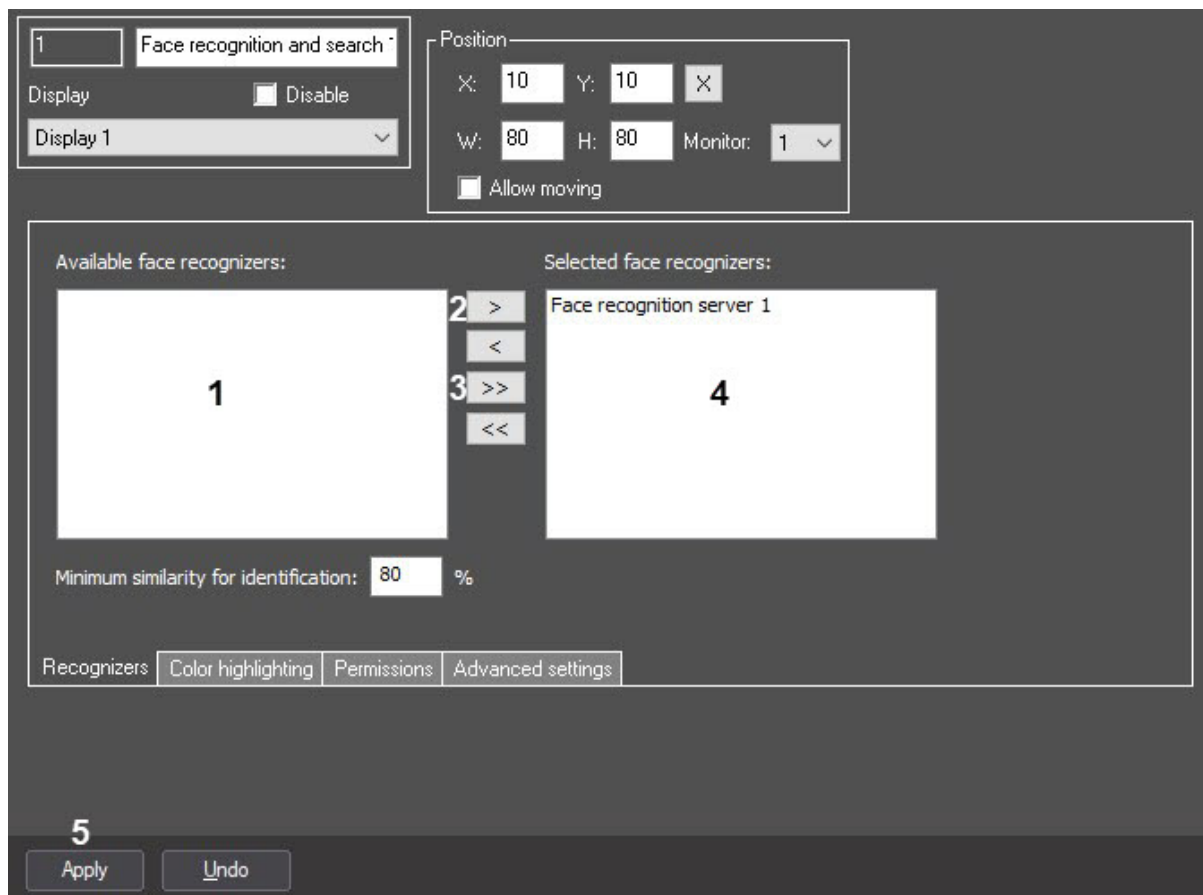 1
Face recognition and search
Display
Disable
Display 1
Position
X: 10 Y: 10 X
W: 80 H: 80 Monitor: 1
Allow moving
Available face recognizers:
Selected face recognizers:
Face recognition server 1
2 >
<
3 >>
<<
1
4
Minimum similarity for identification: 80 %
Recognizers Color highlighting Permissions Advanced settings
5
Apply Undo